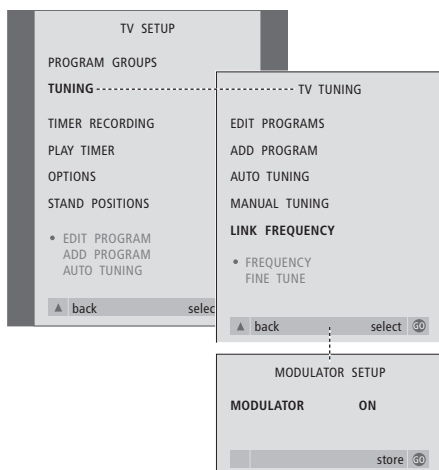 TV SETUP
PROGRAM GROUPS
TUNING
TIMER RECORDING
PLAY TIMER
OPTIONS
STAND POSITIONS
• EDIT PROGRAM
ADD PROGRAM
AUTO TUNING
▲ back selec
TV TUNING
EDIT PROGRAMS
ADD PROGRAM
AUTO TUNING
MANUAL TUNING
LINK FREQUENCY
• FREQUENCY
FINE TUNE
▲ back select GO
MODULATOR SETUP
MODULATOR ON
store GO